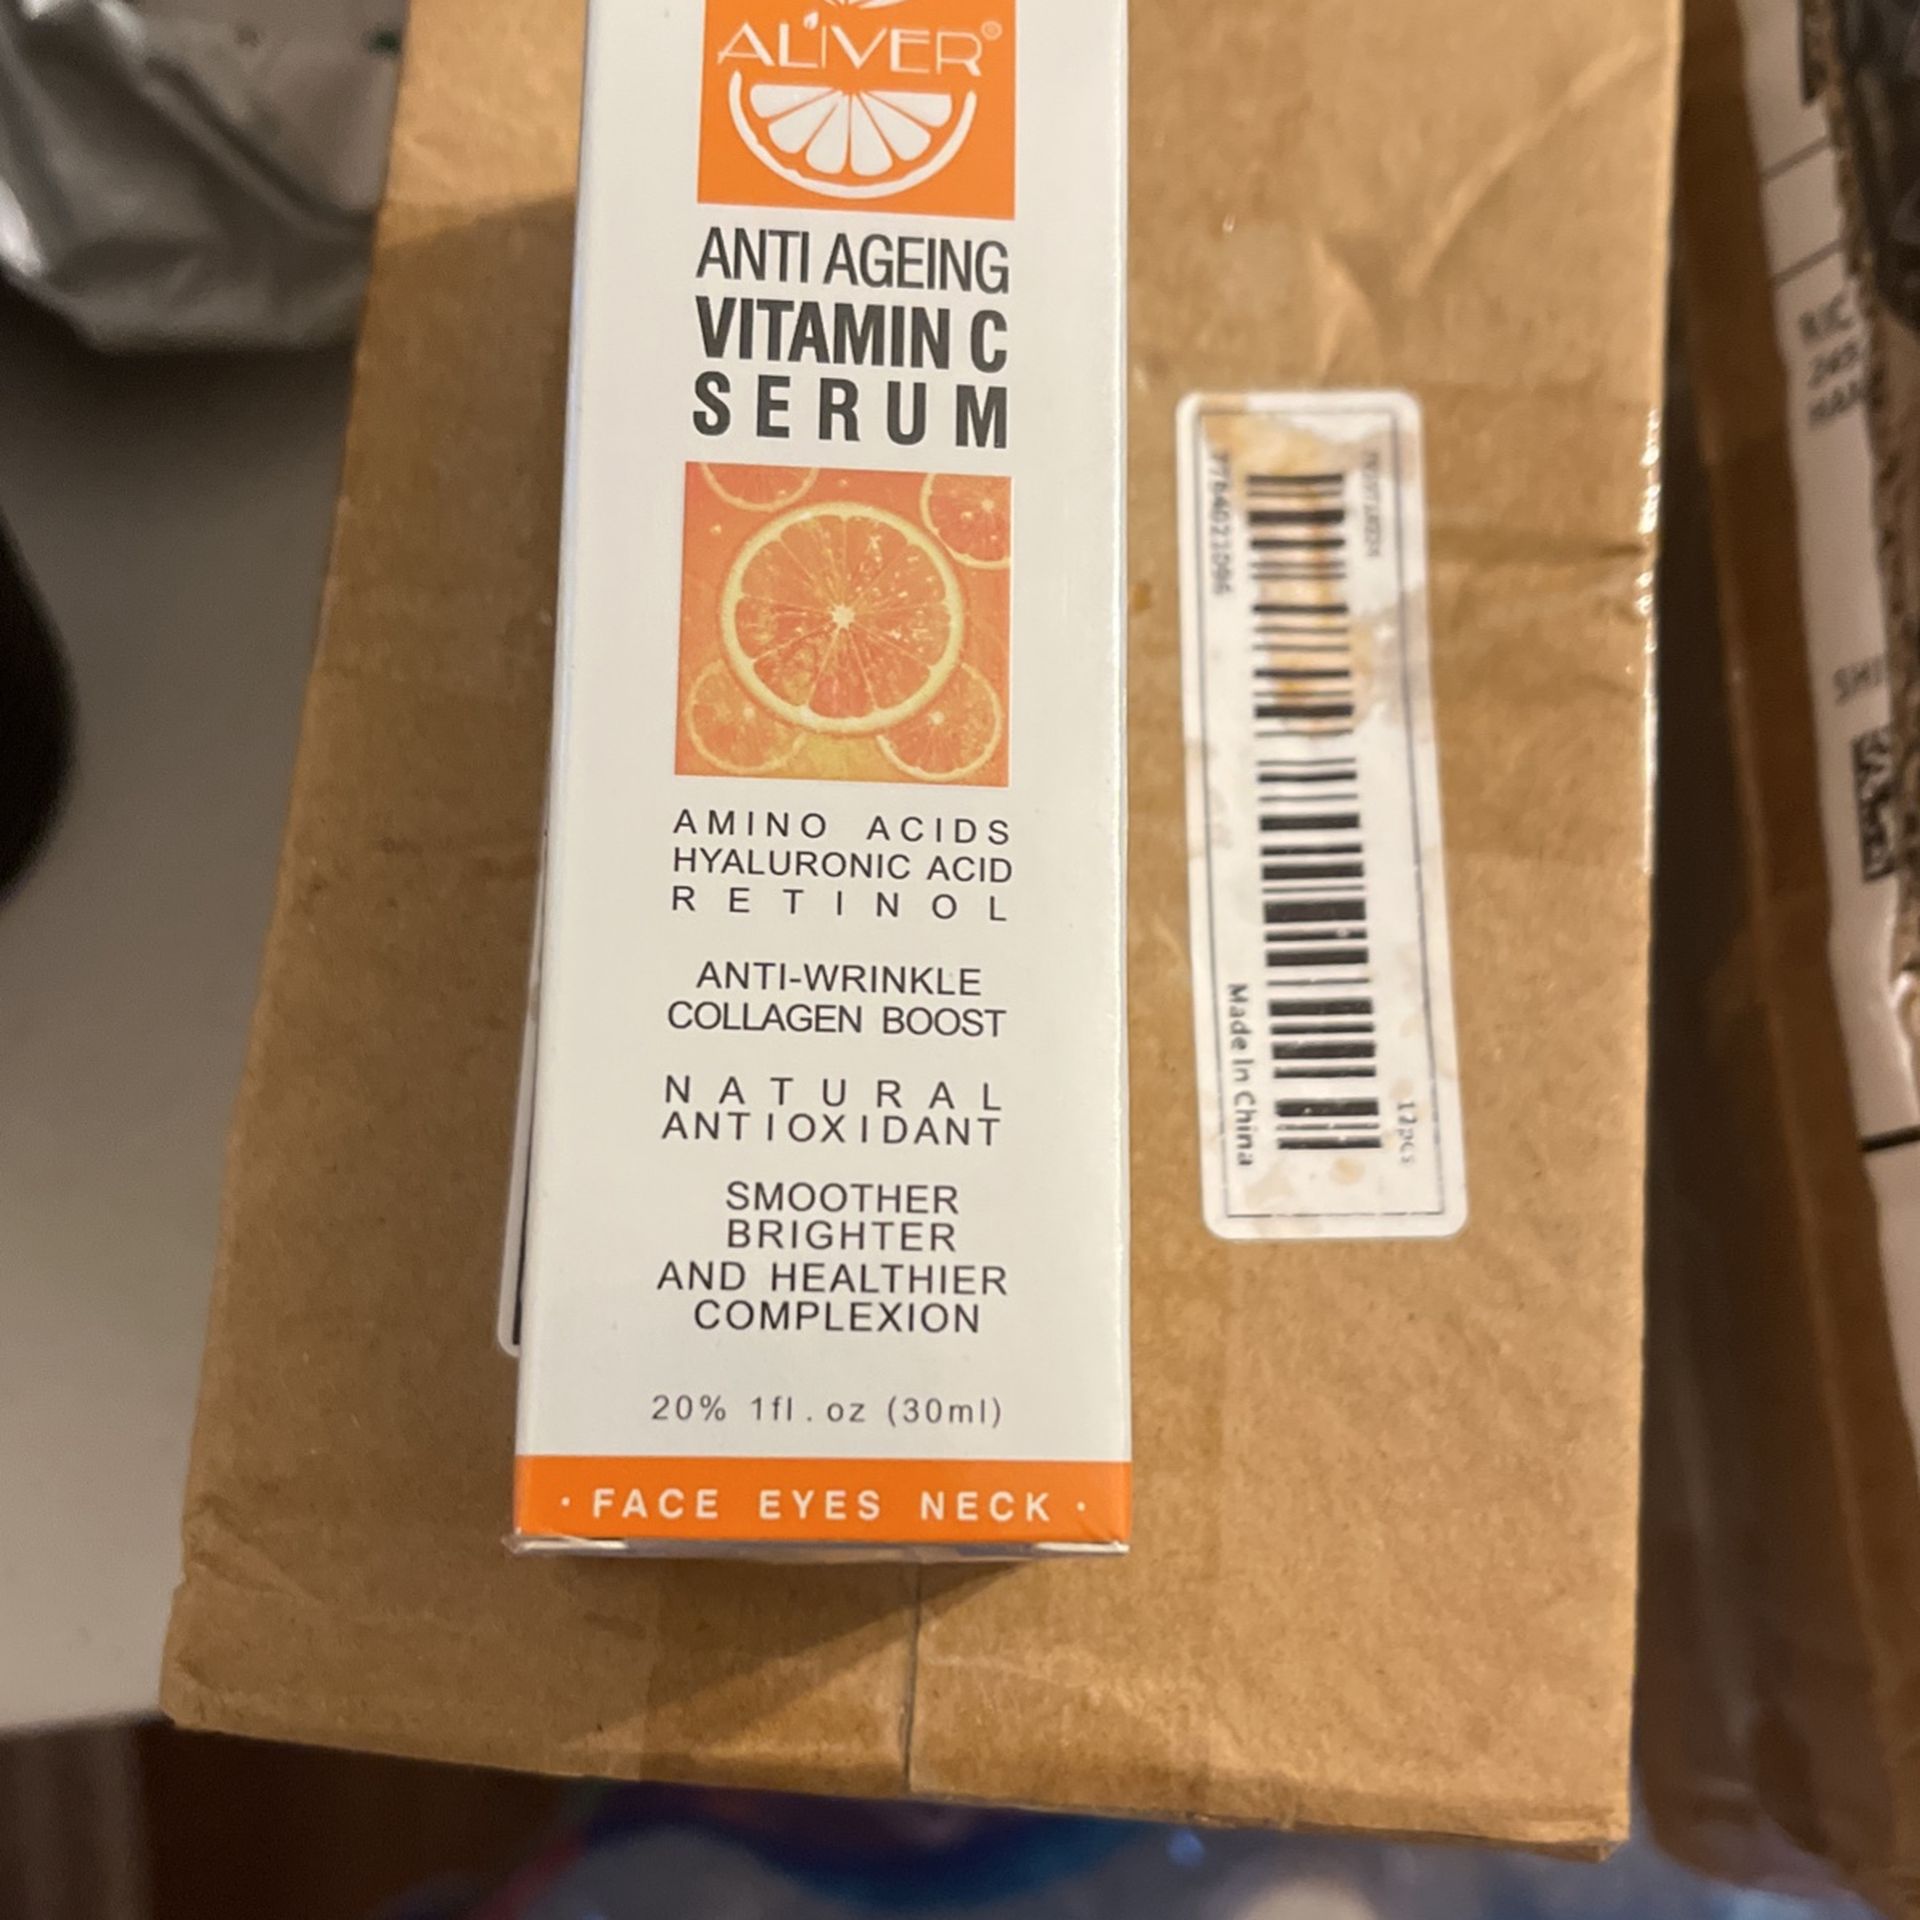 ALIVER®
ANTI AGEING
VITAMIN C
SERUM
AMINO ACIDS
HYALURONIC ACID
RETINOL
ANTI-WRINKLE
COLLAGEN BOOST
NATURAL
ANTIOXIDANT
SMOOTHER
BRIGHTER
AND HEALTHIER
COMPLEXION
20% 1fl.oz (30ml)
· FACE EYES NECK ·
Made In China